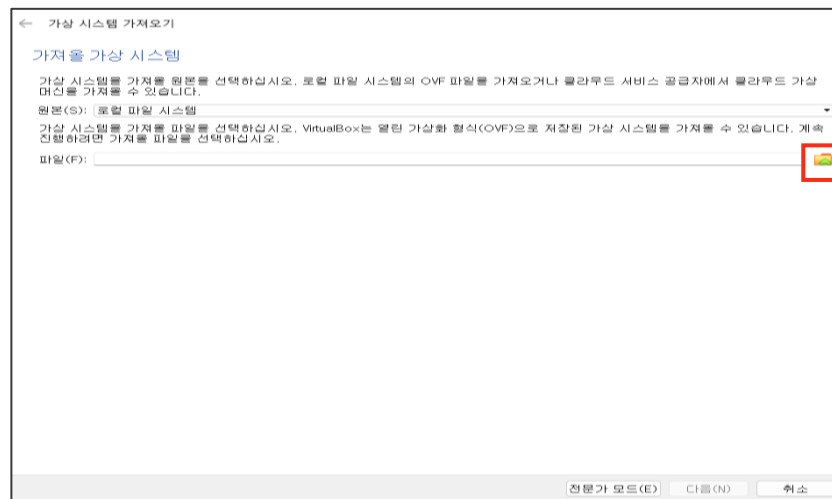 가상 시스템 가져오기
가져올 가상 시스템
가상 시스템를 가져올 원본를 선택하십시오. 로컬 파일 시스템의 OVF 파일를 가져오거나 클라우드 서비스 공급자에서 클라우드 가상
머신를 가져올 수 있습니다.
원본(S): 로컬 파일 시스템
가상 시스템를 가져올 파일를 선택하십시오. VirtualBox는 열린 가상화 형식(OVF)으로 저장된 가상 시스템를 가져올 수 있습니다. 계속
진행하려면 가져올 파일를 선택하십시오.
파일(F):
전문가 모드(E) 다음(N) 취소